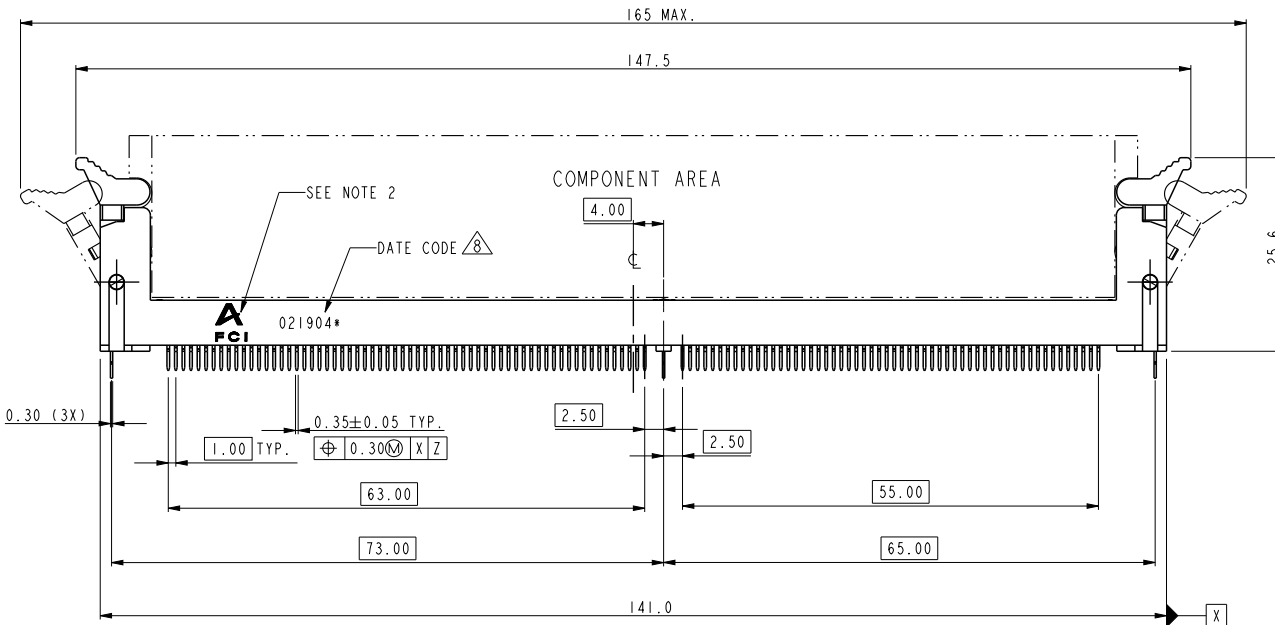 165 MAX.
147.5
COMPONENT AREA
SEE NOTE 2
4.00
DATE CODE 8
℄
25.6
021904*
FCI
0.30 (3X)
0.35±0.05 TYP.
2.50
1.00 TYP.
⌖ 0.30Ⓜ X Z
2.50
63.00
55.00
73.00
65.00
141.0
X